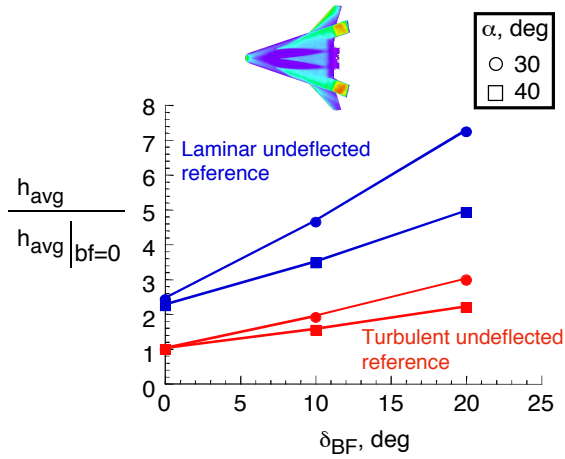 α, deg
30
40
8
7
6
5
4
3
2
1
0
Laminar undeflected
reference
h_avg
h_avg|bf=0
Turbulent undeflected
reference
0 5 10 15 20 25
δ_BF, deg